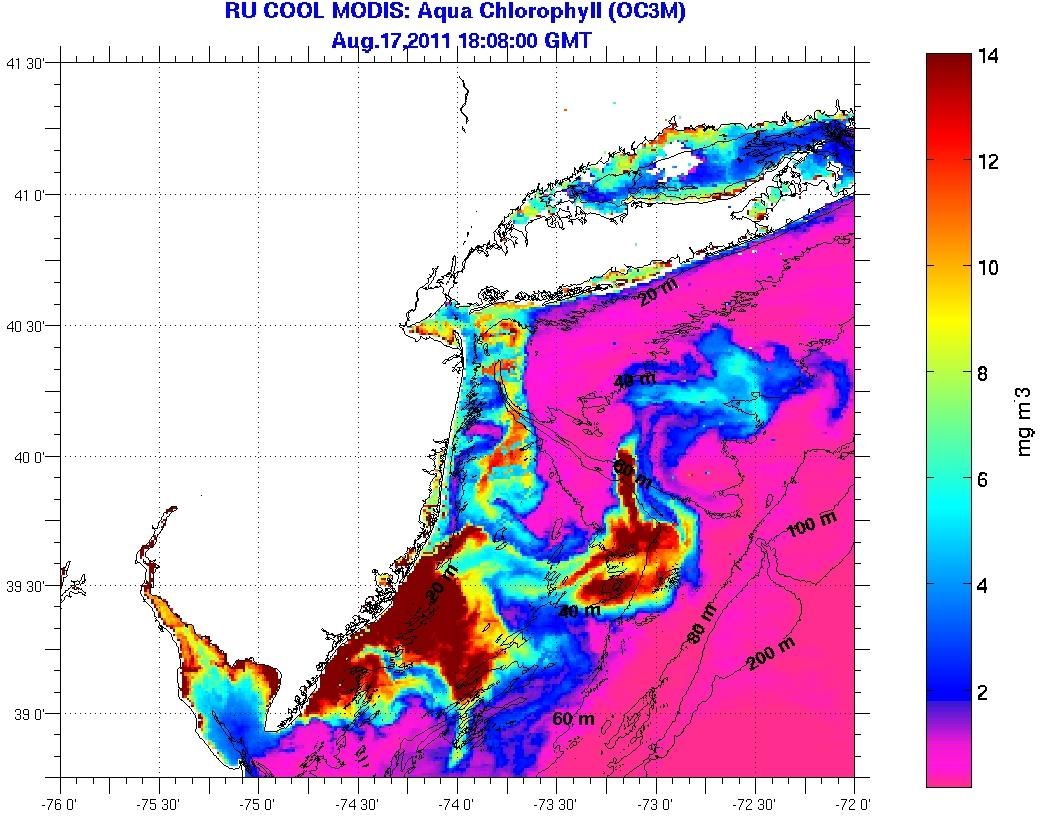 RU COOL MODIS: Aqua Chlorophyll (OC3M)
Aug.17,2011 18:08:00 GMT
41 30'
41 0'
40 30'
40 0'
39 30'
39 0'
-76 0'
-75 30'
-75 0'
-74 30'
-74 0'
-73 30'
-73 0'
-72 30'
-72 0'
20 m
40 m
60 m
100 m
20 m
40 m
80 m
200 m
60 m
14
12
10
8
6
4
2
mg m-3